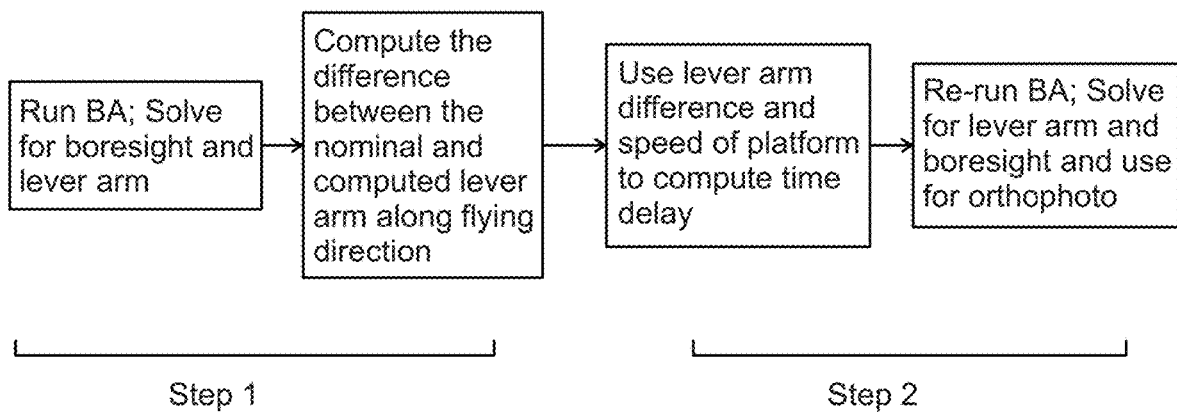 Run BA; Solve
for boresight and
lever arm
Compute the
difference
between the
nominal and
computed lever
arm along flying
direction
Use lever arm
difference and
speed of platform
to compute time
delay
Re-run BA; Solve
for lever arm and
boresight and use
for orthophoto
Step 1
Step 2